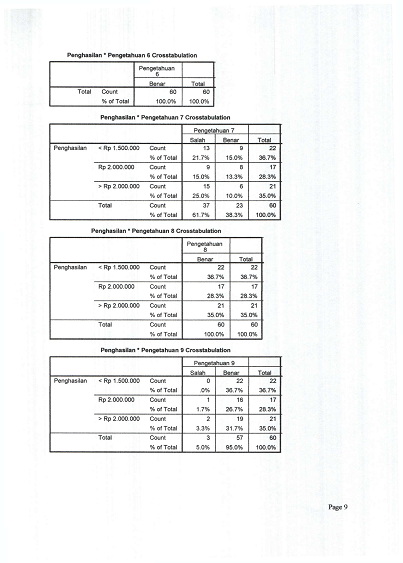 Penghasilan * Pengetahuan 6 Crosstabulation
Pengetahuan
6
Benar Total
Total Count 60 60
% of Total 100.0% 100.0%
Penghasilan * Pengetahuan 7 Crosstabulation
Pengetahuan 7
Salah Benar Total
Penghasilan < Rp 1.500.000 Count 13 9 22
% of Total 21.7% 15.0% 36.7%
Rp 2.000.000 Count 9 8 17
% of Total 15.0% 13.3% 28.3%
> Rp 2.000.000 Count 15 6 21
% of Total 25.0% 10.0% 35.0%
Total Count 37 23 60
% of Total 61.7% 38.3% 100.0%
Penghasilan * Pengetahuan 8 Crosstabulation
Pengetahuan
8
Benar Total
Penghasilan < Rp 1.500.000 Count 22 22
% of Total 36.7% 36.7%
Rp 2.000.000 Count 17 17
% of Total 28.3% 28.3%
> Rp 2.000.000 Count 21 21
% of Total 35.0% 35.0%
Total Count 60 60
% of Total 100.0% 100.0%
Penghasilan * Pengetahuan 9 Crosstabulation
Pengetahuan 9
Salah Benar Total
Penghasilan < Rp 1.500.000 Count 0 22 22
% of Total .0% 36.7% 36.7%
Rp 2.000.000 Count 1 16 17
% of Total 1.7% 26.7% 28.3%
> Rp 2.000.000 Count 2 19 21
% of Total 3.3% 31.7% 35.0%
Total Count 3 57 60
% of Total 5.0% 95.0% 100.0%
Page 9